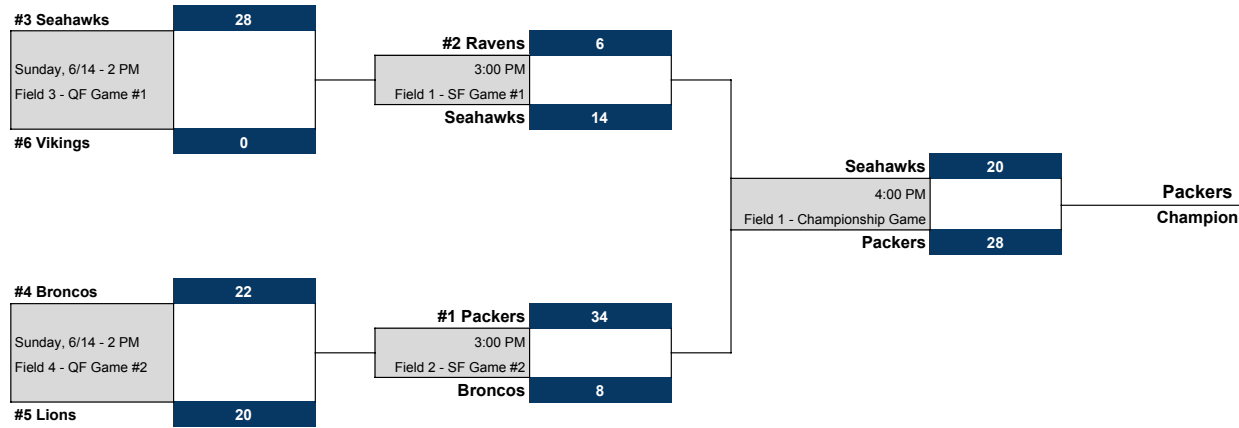 #3 Seahawks 28
Sunday, 6/14 - 2 PM
Field 3 - QF Game #1
#6 Vikings 0
#2 Ravens 6
3:00 PM
Field 1 - SF Game #1
Seahawks 14
Seahawks 20
4:00 PM
Field 1 - Championship Game
Packers 28
Packers
Champion
#4 Broncos 22
Sunday, 6/14 - 2 PM
Field 4 - QF Game #2
#5 Lions 20
#1 Packers 34
3:00 PM
Field 2 - SF Game #2
Broncos 8